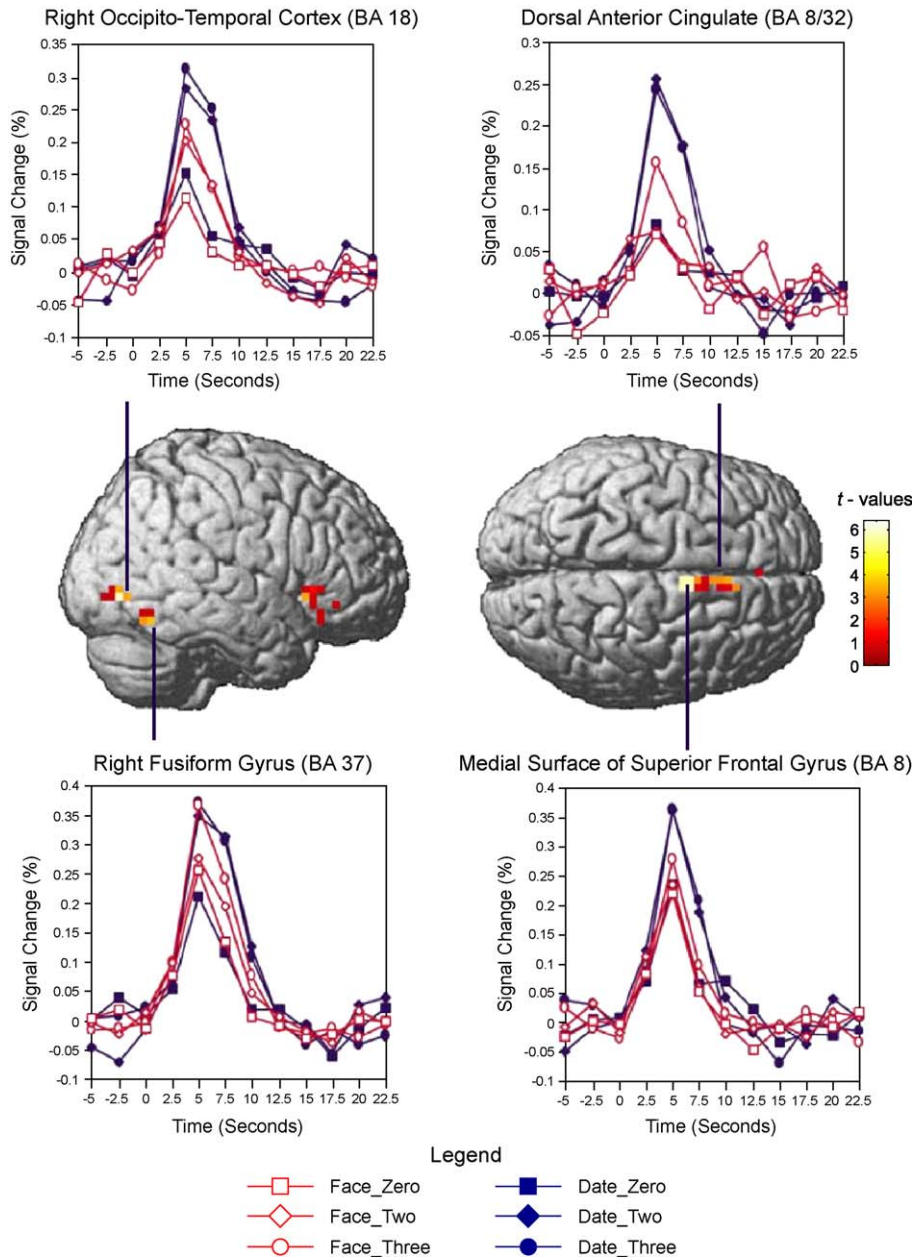 Right Occipito-Temporal Cortex (BA 18)
0.35
0.3
0.25
0.2
0.15
0.1
0.05
0
-0.05
-0.1
Signal Change (%)
-5 -2.5 0 2.5 5 7.5 10 12.5 15 17.5 20 22.5
Time (Seconds)
Dorsal Anterior Cingulate (BA 8/32)
0.3
0.25
0.2
0.15
0.1
0.05
0
-0.05
Signal Change (%)
-5 -2.5 0 2.5 5 7.5 10 12.5 15 17.5 20 22.5
Time (Seconds)
t - values
6
5
4
3
2
1
0
Right Fusiform Gyrus (BA 37)
0.4
0.35
0.3
0.25
0.2
0.15
0.1
0.05
0
-0.05
-0.1
Signal Change (%)
-5 -2.5 0 2.5 5 7.5 10 12.5 15 17.5 20 22.5
Time (Seconds)
Medial Surface of Superior Frontal Gyrus (BA 8)
0.4
0.35
0.3
0.25
0.2
0.15
0.1
0.05
0
-0.05
-0.1
Signal Change (%)
-5 -2.5 0 2.5 5 7.5 10 12.5 15 17.5 20 22.5
Time (Seconds)
Legend
Face_Zero
Face_Two
Face_Three
Date_Zero
Date_Two
Date_Three